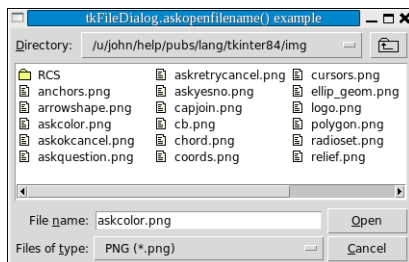 tkFileDialog.askopenfilename() example
Directory: /u/john/help/pubs/lang/tkinter84/img
RCS askretrycancel.png cursors.png
anchors.png askyesno.png ellip_geom.png
arrowshape.png capjoin.png logo.png
askcolor.png cb.png polygon.png
askokcancel.png chord.png radioset.png
askquestion.png coords.png relief.png
File name: askcolor.png Open
Files of type: PNG (*.png) Cancel